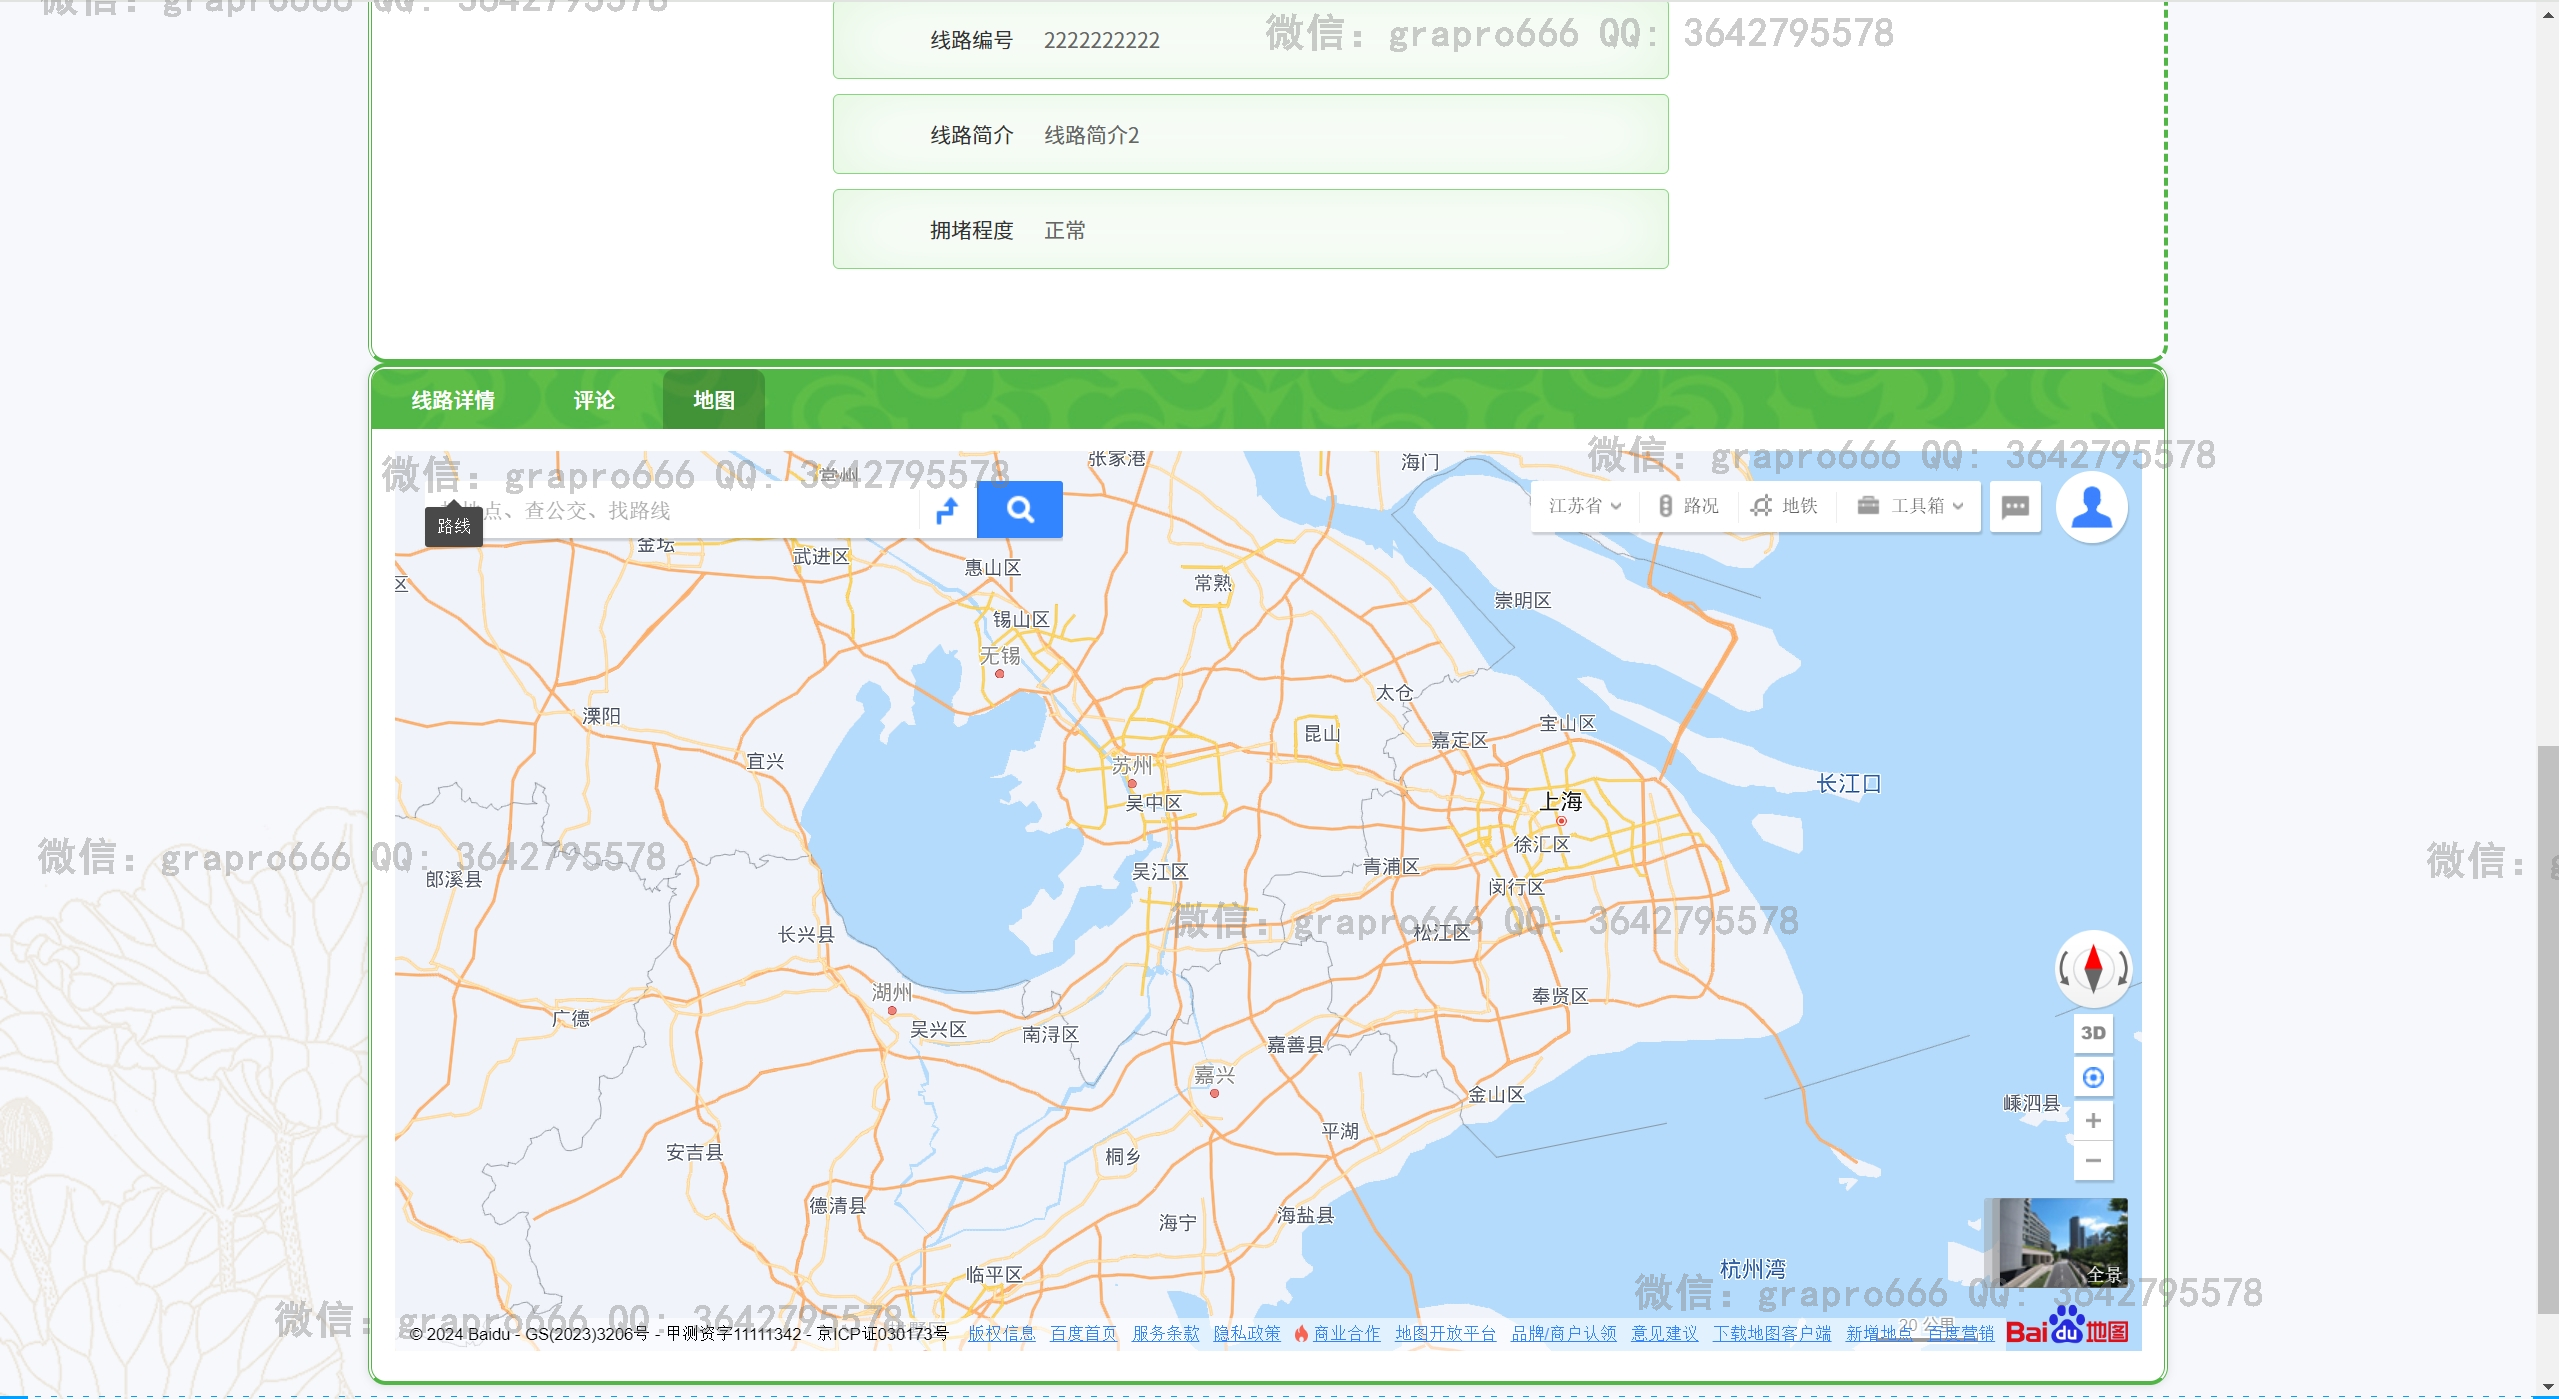 微信: grapro666 QQ: 3642795578
线路编号 2222222222
微信: grapro666 QQ: 3642795578
线路简介 线路简介2
拥堵程度 正常
线路详情 评论 地图
微信: grapro666 QQ: 3642795578
张家港
海门
微信: grapro666 QQ: 3642795578
常州
点、查公交、找路线
路线
江苏省 路况 地铁 工具箱
金坛
武进区
惠山区
常熟
区
崇明区
锡山区
无锡
太仓
溧阳
宝山区
昆山
嘉定区
宜兴
苏州
长江口
吴中区
上海
徐汇区
微信: grapro666 QQ: 3642795578
微信:
青浦区
吴江区
郎溪县
闵行区
微信: grapro666 QQ: 3642795578
松江区
长兴县
湖州
奉贤区
广德
吴兴区
南浔区
3D
嘉善县
嘉兴
金山区
嵊泗县
平湖
安吉县
桐乡
德清县
海宁
海盐县
杭州湾
全景
临平区
微信: grapro666 QQ: 3642795578
微信: grapro666 QQ: 3642795578
20 公里
© 2024 Baidu - GS(2023)3206号 - 甲测资字11111342 - 京ICP证030173号 版权信息 百度首页 服务条款 隐私政策 商业合作 地图开放平台 品牌/商户认领 意见建议 下载地图客户端 新增地点 百度营销
Bai du 地图